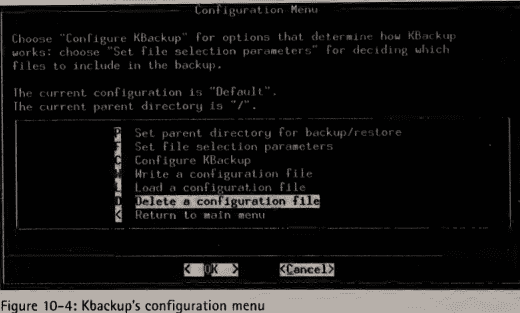 Configuration Menu
Choose "Configure KBackup" for options that determine how KBackup
works: choose "Set file selection parameters" for deciding which
files to include in the backup.
The current configuration is "Default".
The current parent directory is "/".
P Set parent directory for backup/restore
F Set file selection parameters
C Configure KBackup
W Write a configuration file
L Load a configuration file
D Delete a configuration file
< Return to main menu
< OK > <Cancel>
Figure 10-4: Kbackup's configuration menu